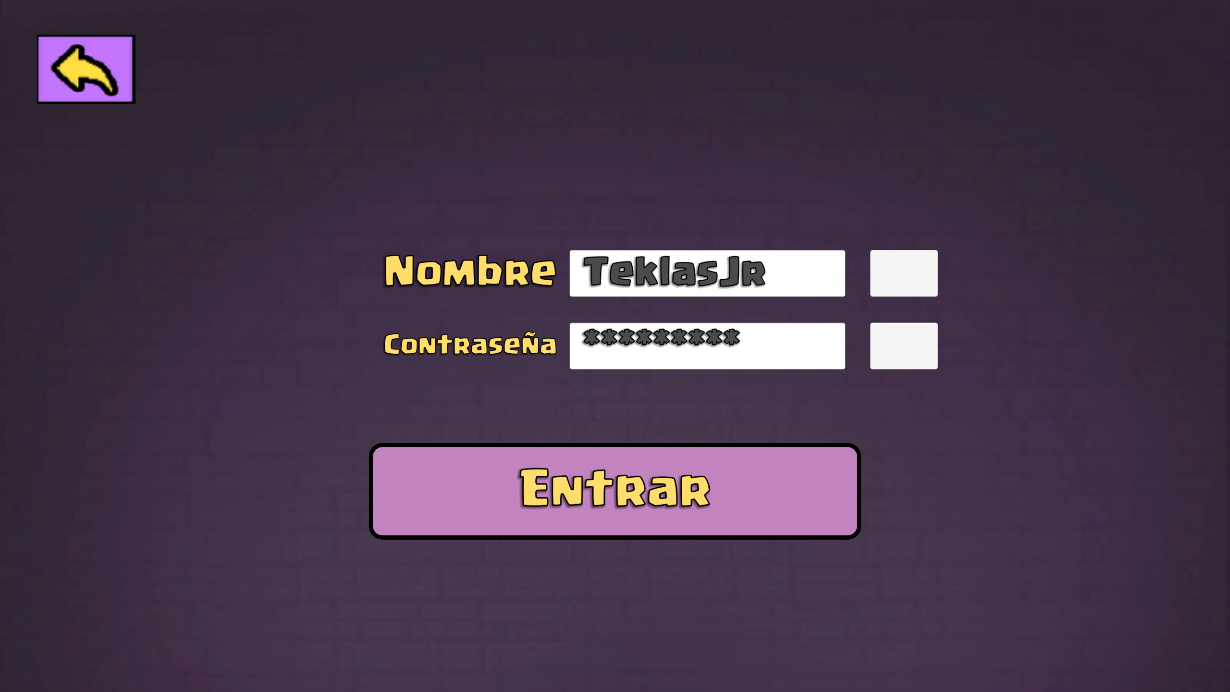 Nombre TeklasJr
Contraseña *********
Entrar